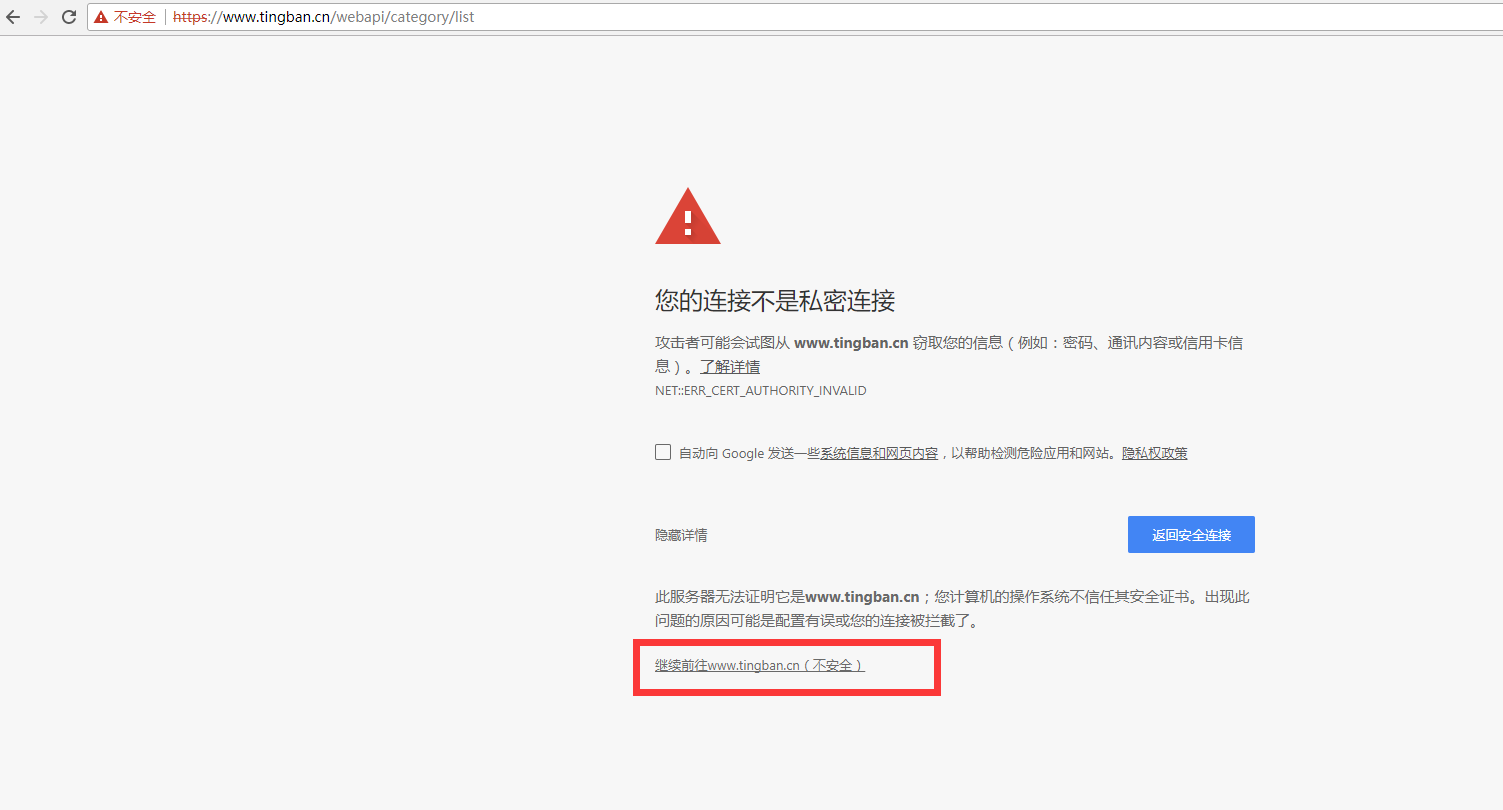 不安全 https://www.tingban.cn/webapi/category/list
您的连接不是私密连接
攻击者可能会试图从 www.tingban.cn 窃取您的信息（例如：密码、通讯内容或信用卡信
息）。了解详情
NET::ERR_CERT_AUTHORITY_INVALID
自动向 Google 发送一些系统信息和网页内容，以帮助检测危险应用和网站。隐私权政策
隐藏详情 返回安全连接
此服务器无法证明它是www.tingban.cn；您计算机的操作系统不信任其安全证书。出现此
问题的原因可能是配置有误或您的连接被拦截了。
继续前往www.tingban.cn（不安全）